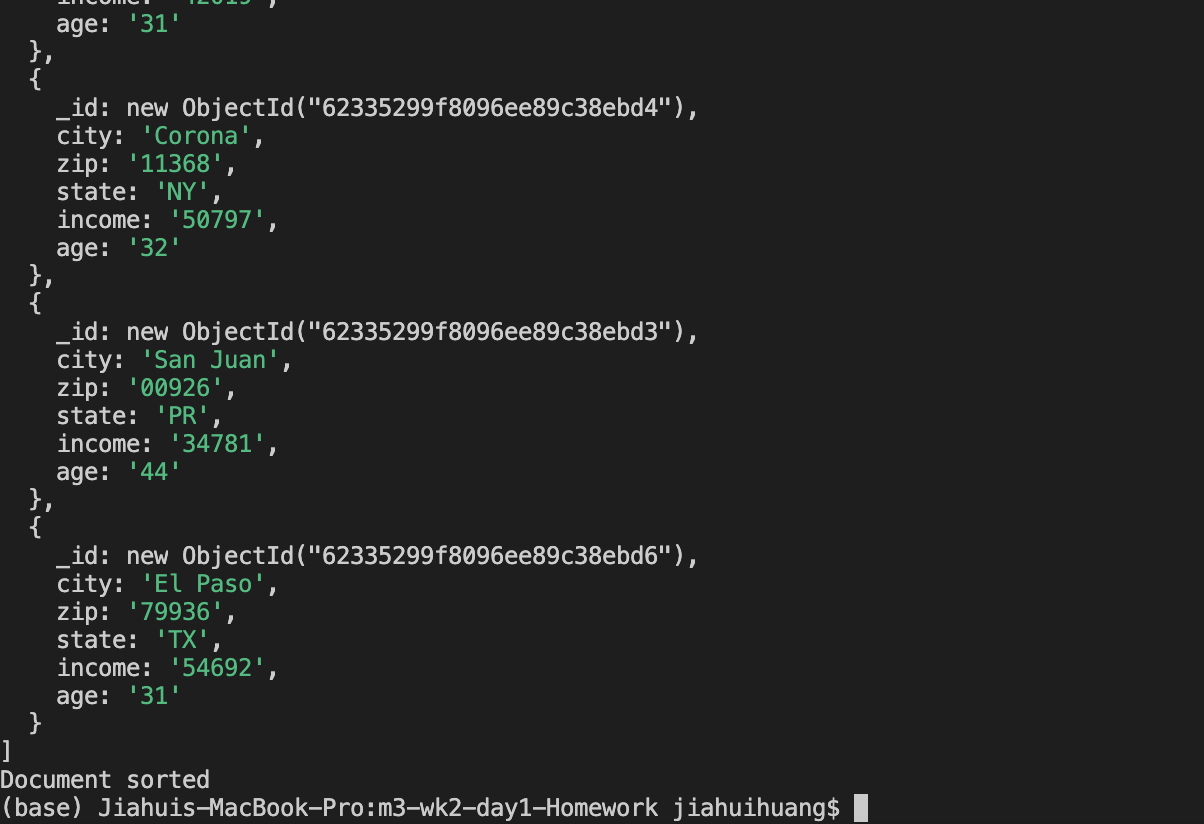 age: '31'
},
{
_id: new ObjectId("62335299f8096ee89c38ebd4"),
city: 'Corona',
zip: '11368',
state: 'NY',
income: '50797',
age: '32'
},
{
_id: new ObjectId("62335299f8096ee89c38ebd3"),
city: 'San Juan',
zip: '00926',
state: 'PR',
income: '34781',
age: '44'
},
{
_id: new ObjectId("62335299f8096ee89c38ebd6"),
city: 'El Paso',
zip: '79936',
state: 'TX',
income: '54692',
age: '31'
}
]
Document sorted
(base) Jiahuis-MacBook-Pro:m3-wk2-day1-Homework jiahuihuang$